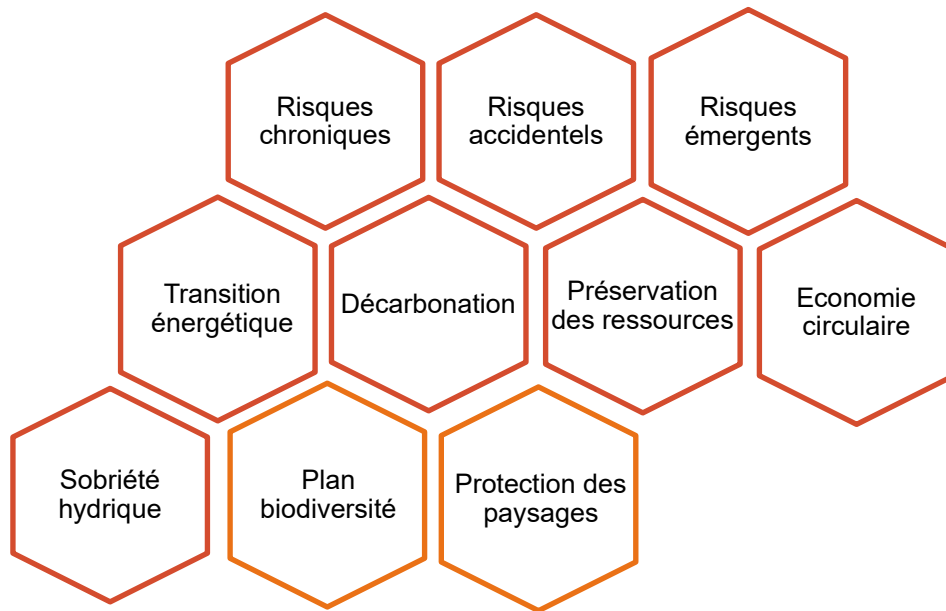 Risques
chroniques
Risques
accidentels
Risques
émergents
Transition
énergétique
Décarbonation
Préservation
des ressources
Economie
circulaire
Sobriété
hydrique
Plan
biodiversité
Protection des
paysages